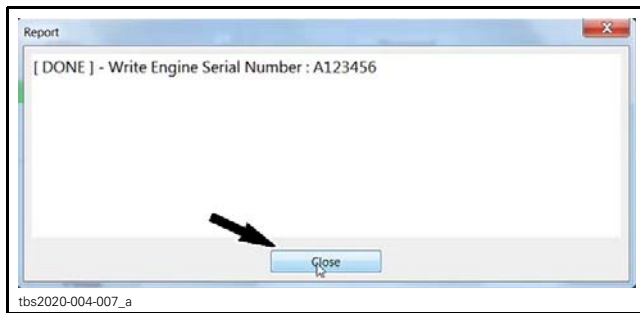 Report
[ DONE ] - Write Engine Serial Number : A123456
Close
tbs2020-004-007_a